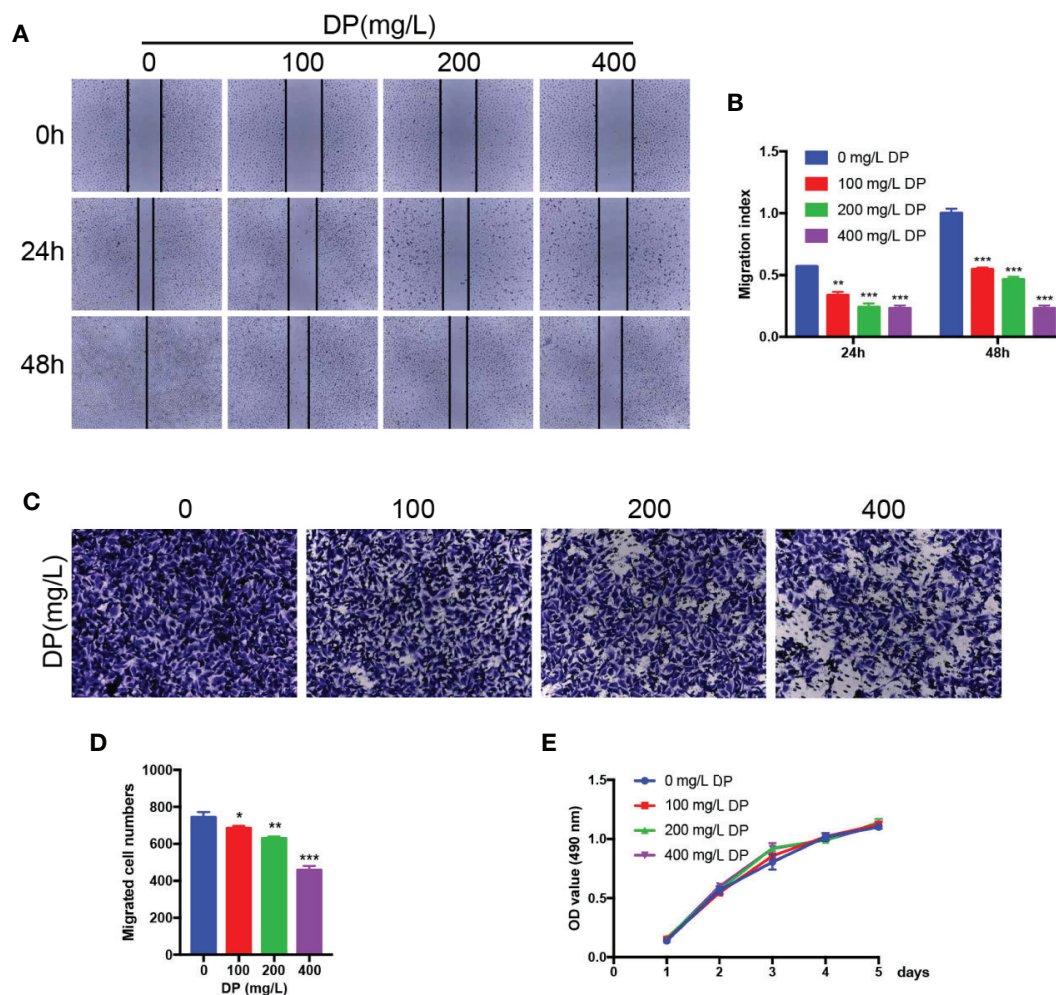 A
DP(mg/L)
0 100 200 400
0h
24h
48h
B
1.5
1.0
0.5
0.0
Migration index
0 mg/L DP
100 mg/L DP
200 mg/L DP
400 mg/L DP
** *** ***
*** *** ***
24h 48h
C
0 100 200 400
DP(mg/L)
D
1000
800
600
400
200
0
Migrated cell numbers
* ** ***
0 100 200 400
DP (mg/L)
E
1.5
1.0
0.5
0.0
OD value (490 nm)
0 mg/L DP
100 mg/L DP
200 mg/L DP
400 mg/L DP
0 1 2 3 4 5 days